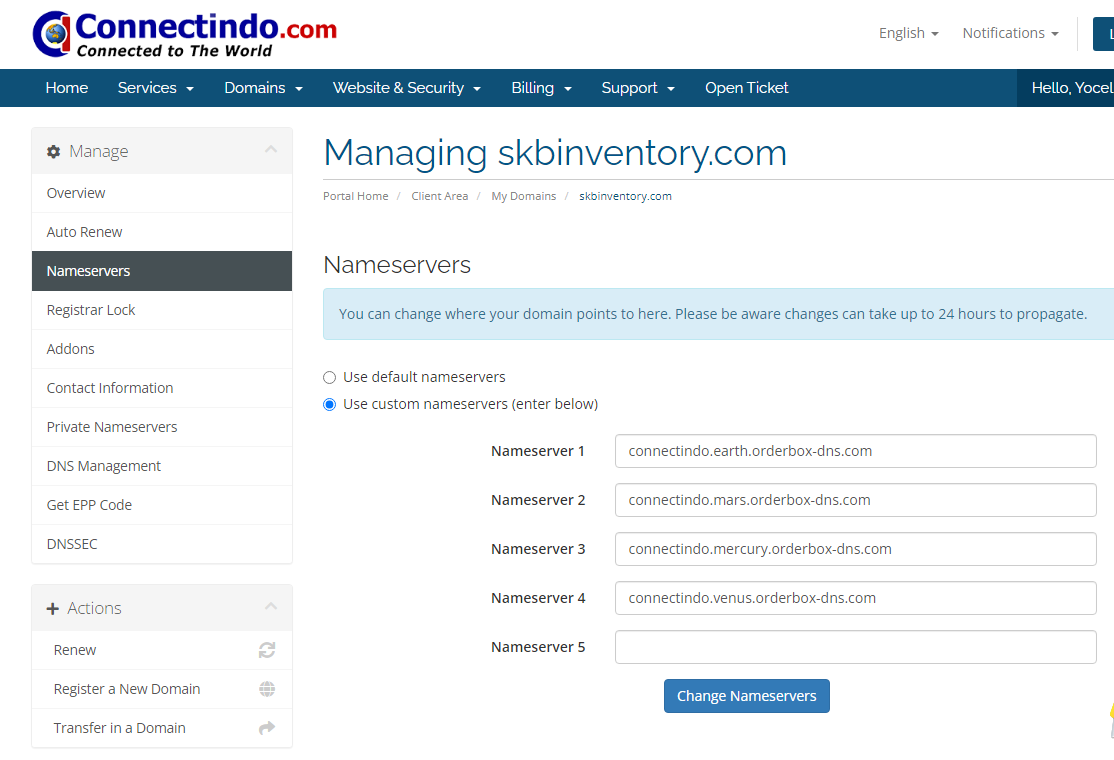 Connectindo.com
Connected to The World
English Notifications
Home Services Domains Website & Security Billing Support Open Ticket Hello, Yocel
Manage
Overview
Auto Renew
Nameservers
Registrar Lock
Addons
Contact Information
Private Nameservers
DNS Management
Get EPP Code
DNSSEC
Actions
Renew
Register a New Domain
Transfer in a Domain
Managing skbinventory.com
Portal Home / Client Area / My Domains / skbinventory.com
Nameservers
You can change where your domain points to here. Please be aware changes can take up to 24 hours to propagate.
Use default nameservers
Use custom nameservers (enter below)
Nameserver 1 connectindo.earth.orderbox-dns.com
Nameserver 2 connectindo.mars.orderbox-dns.com
Nameserver 3 connectindo.mercury.orderbox-dns.com
Nameserver 4 connectindo.venus.orderbox-dns.com
Nameserver 5
Change Nameservers